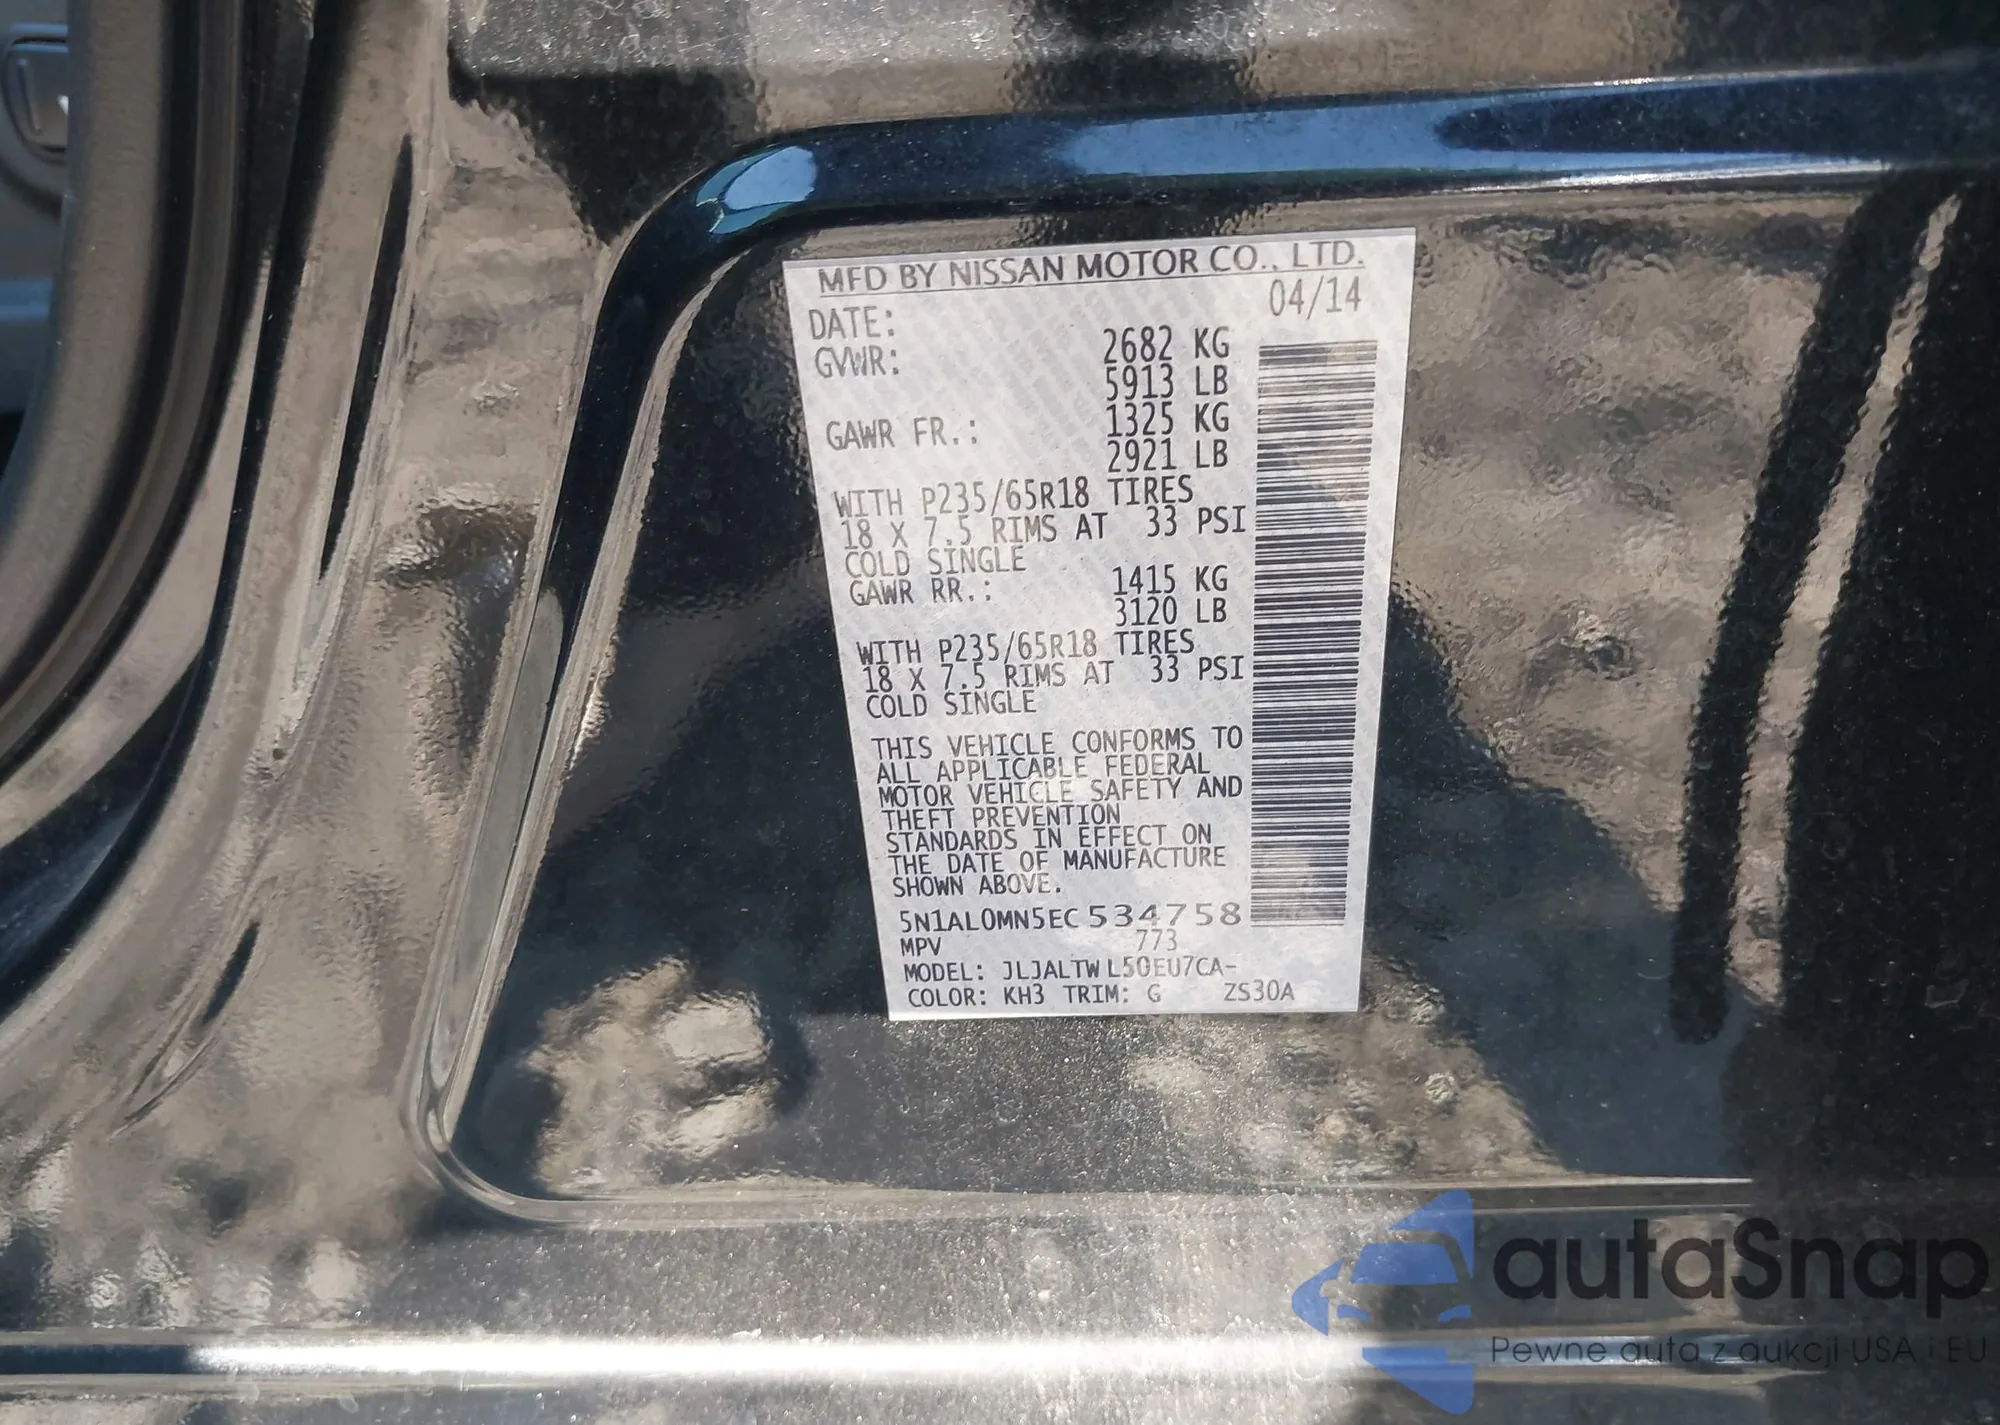 MFD BY NISSAN MOTOR CO., LTD.
DATE: 04/14
GVWR: 2682 KG
5913 LB
GAWR FR.: 1325 KG
2921 LB
WITH P235/65R18 TIRES
18 X 7.5 RIMS AT 33 PSI
COLD SINGLE
GAWR RR.: 1415 KG
3120 LB
WITH P235/65R18 TIRES
18 X 7.5 RIMS AT 33 PSI
COLD SINGLE
THIS VEHICLE CONFORMS TO
ALL APPLICABLE FEDERAL
MOTOR VEHICLE SAFETY AND
THEFT PREVENTION
STANDARDS IN EFFECT ON
THE DATE OF MANUFACTURE
SHOWN ABOVE.
5N1AL0MN5EC534758
MPV 773
MODEL: JLJALTWL50EU7CA-
COLOR: KH3 TRIM: G ZS30A
autaSnap
Pewne auta z aukcji USA i EU